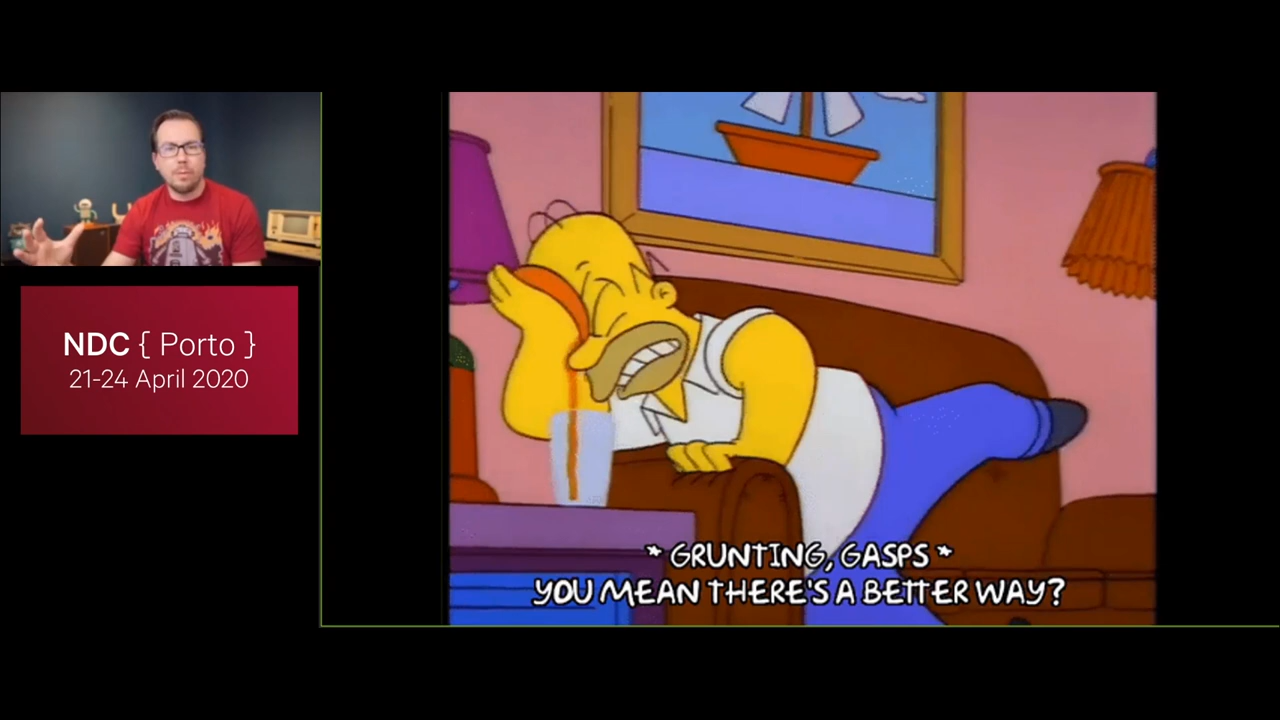 NDC { Porto }
21-24 April 2020
* GRUNTING, GASPS *
YOU MEAN THERE'S A BETTER WAY?